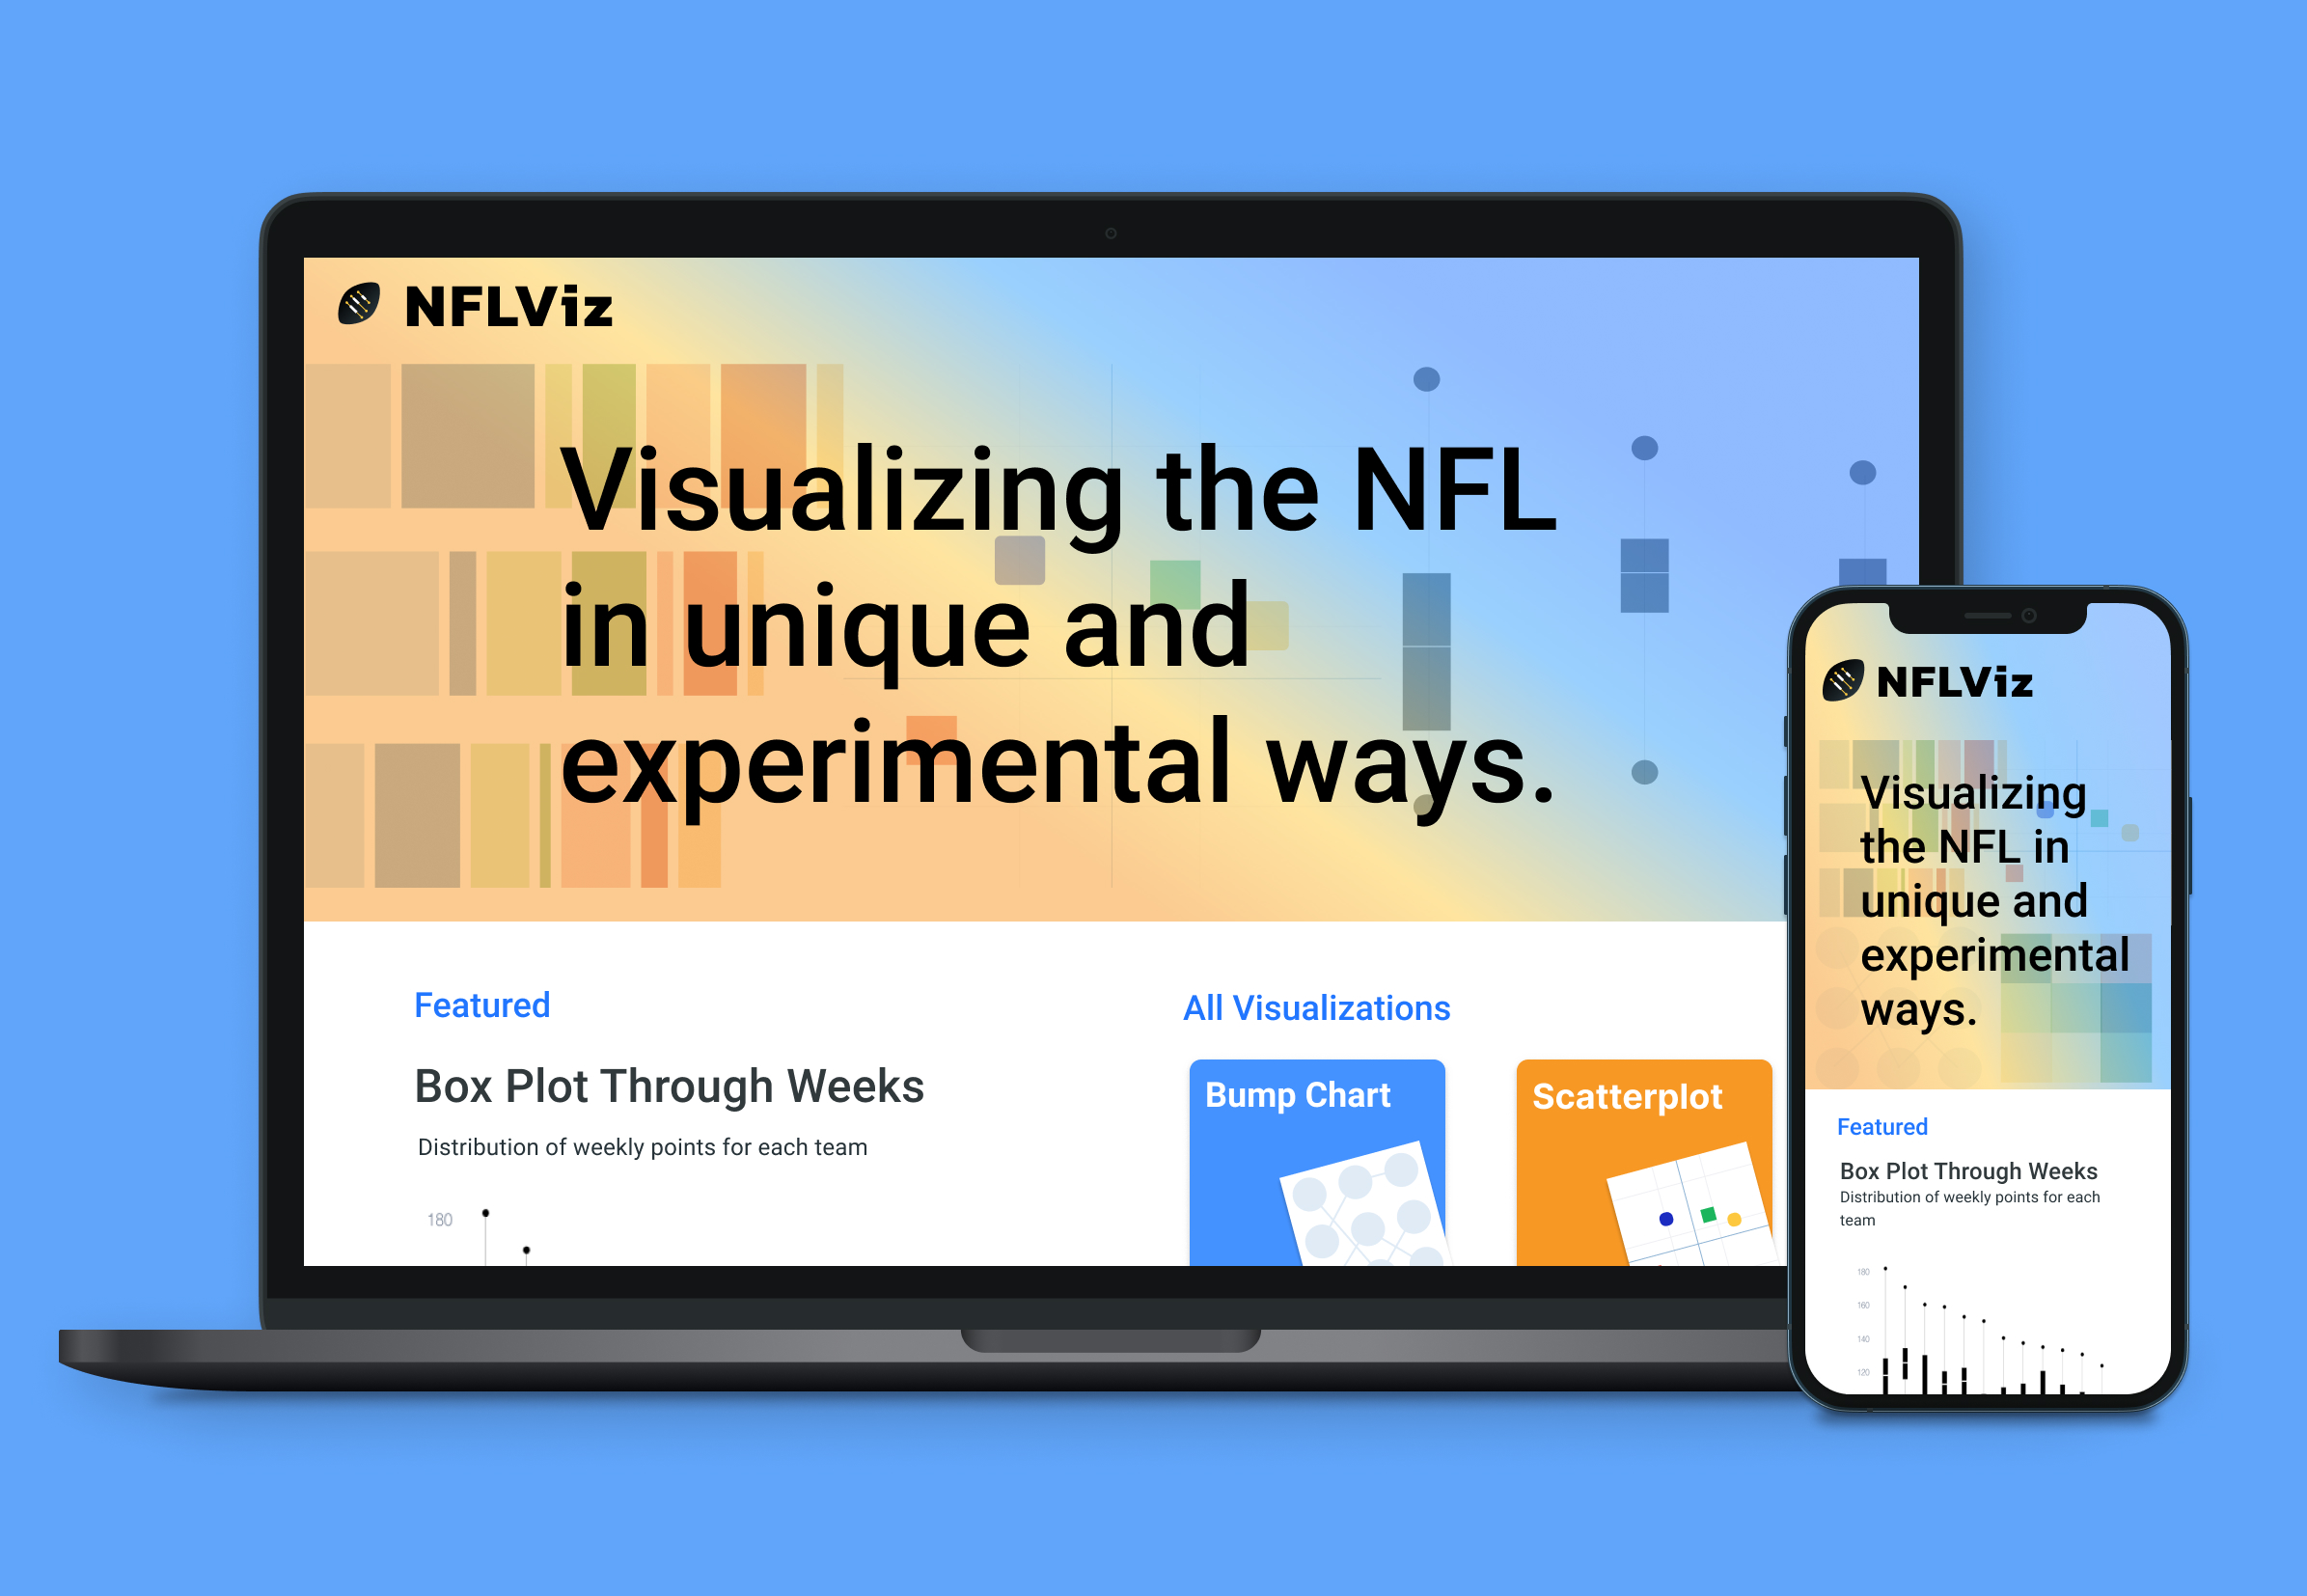 NFLViz
Visualizing the NFL
in unique and
experimental ways.
Featured
Box Plot Through Weeks
Distribution of weekly points for each team
180
All Visualizations
Bump Chart
Scatterplot
NFLViz
Visualizing
the NFL in
unique and
experimental
ways.
Featured
Box Plot Through Weeks
Distribution of weekly points for each
team
180
160
140
120